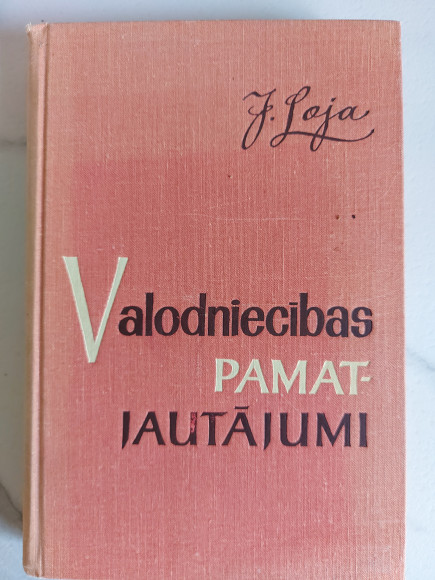 J. Loja
Valodniecības
PAMAT-
JAUTĀJUMI